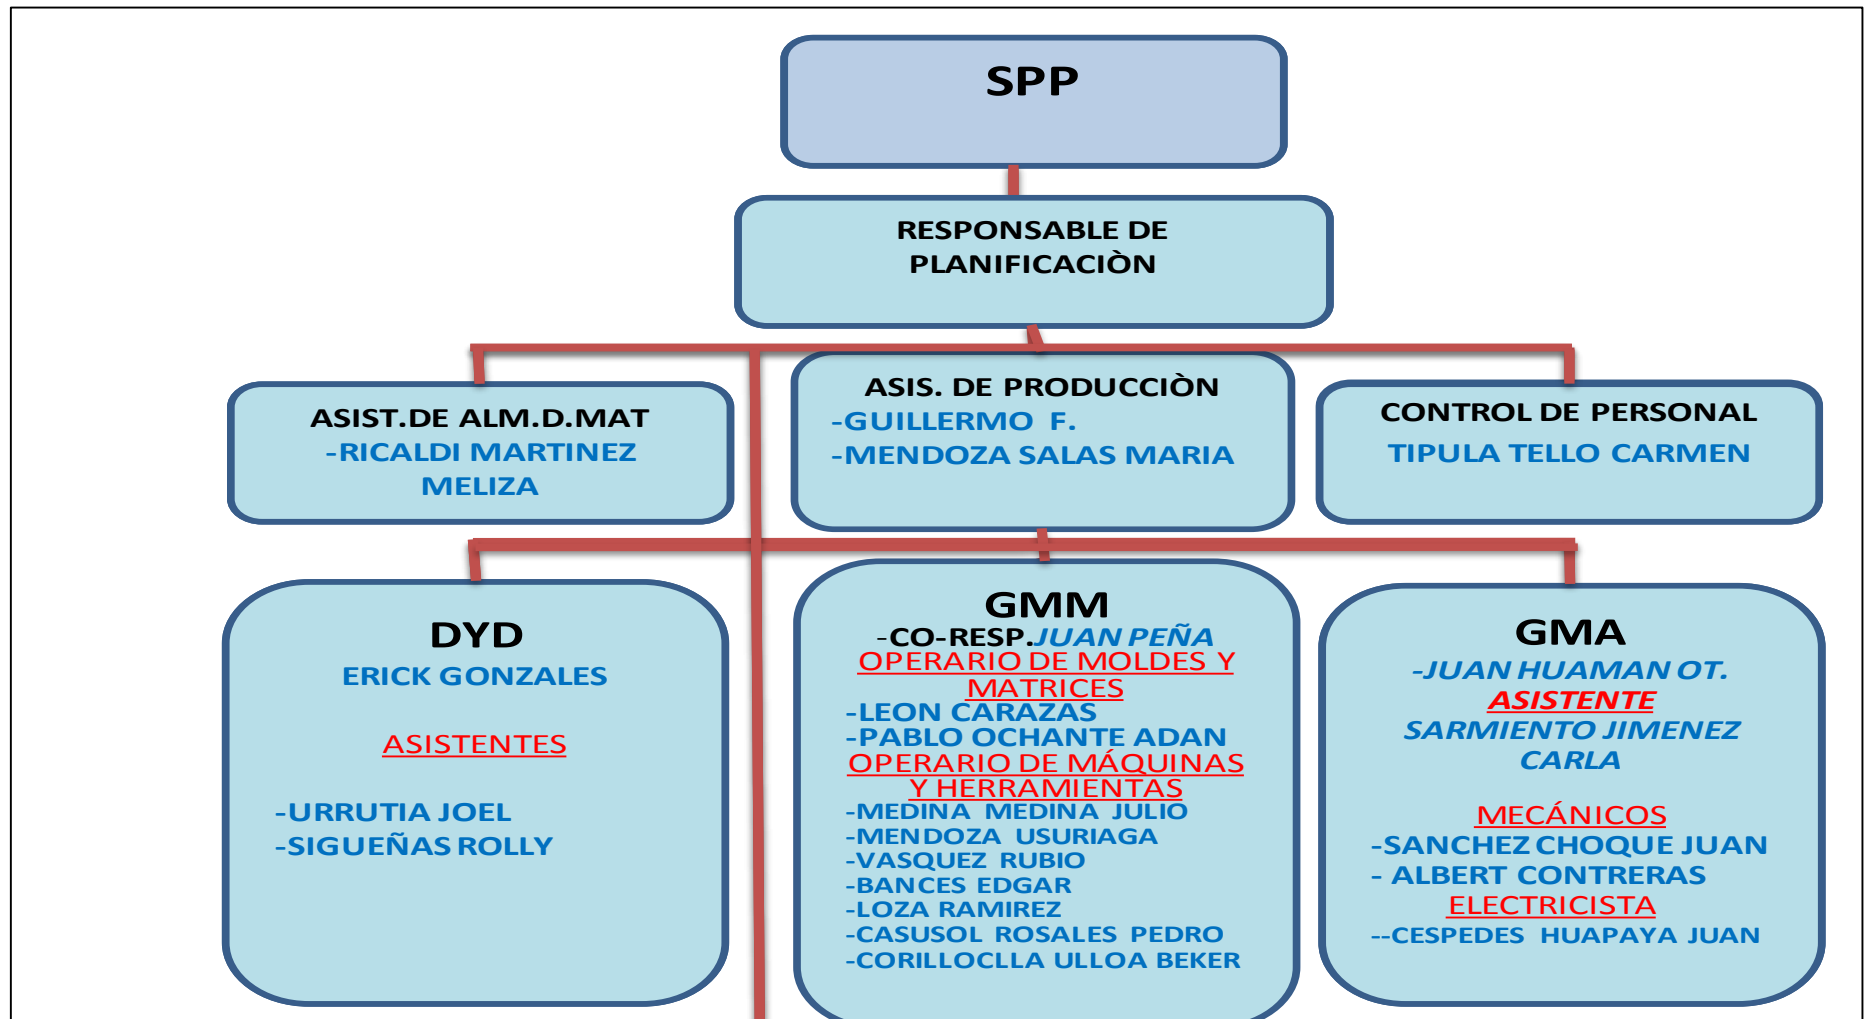 SPP
RESPONSABLE DE
PLANIFICACIÒN
ASIST.DE ALM.D.MAT
-RICALDI MARTINEZ
MELIZA
ASIS. DE PRODUCCIÒN
-GUILLERMO F.
-MENDOZA SALAS MARIA
CONTROL DE PERSONAL
TIPULA TELLO CARMEN
DYD
ERICK GONZALES
ASISTENTES
-URRUTIA JOEL
-SIGUEÑAS ROLLY
GMM
-CO-RESP.JUAN PEÑA
OPERARIO DE MOLDES Y
MATRICES
-LEON CARAZAS
-PABLO OCHANTE ADAN
OPERARIO DE MÁQUINAS
Y HERRAMIENTAS
-MEDINA MEDINA JULIO
-MENDOZA USURIAGA
-VASQUEZ RUBIO
-BANCES EDGAR
-LOZA RAMIREZ
-CASUSOL ROSALES PEDRO
-CORILLOCLLA ULLOA BEKER
GMA
-JUAN HUAMAN OT.
ASISTENTE
SARMIENTO JIMENEZ
CARLA
MECÁNICOS
-SANCHEZ CHOQUE JUAN
- ALBERT CONTRERAS
ELECTRICISTA
--CESPEDES HUAPAYA JUAN